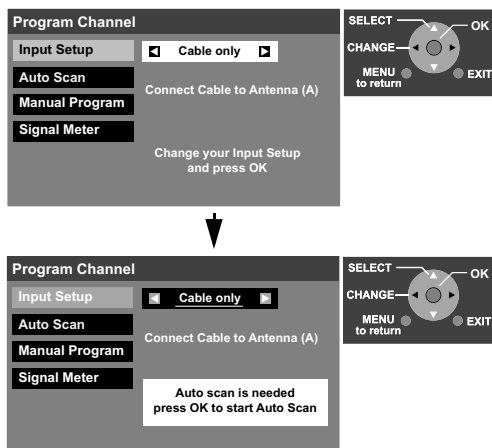 Program Channel
Input Setup
Cable only
Auto Scan
Connect Cable to Antenna (A)
Manual Program
Signal Meter
Change your Input Setup
and press OK
SELECT
OK
CHANGE
MENU
to return
EXIT
Program Channel
Input Setup
Cable only
Auto Scan
Connect Cable to Antenna (A)
Manual Program
Signal Meter
Auto scan is needed
press OK to start Auto Scan
SELECT
OK
CHANGE
MENU
to return
EXIT